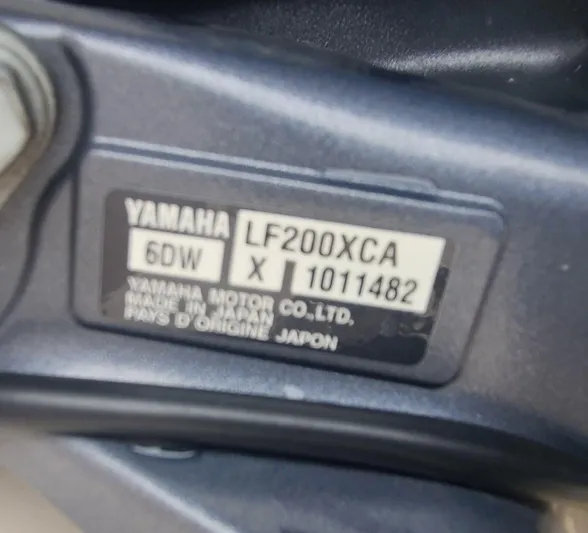 YAMAHA LF200XCA
6DW X 1011482
YAMAHA MOTOR CO.,LTD.
MADE IN JAPAN
PAYS D'ORIGINE JAPON